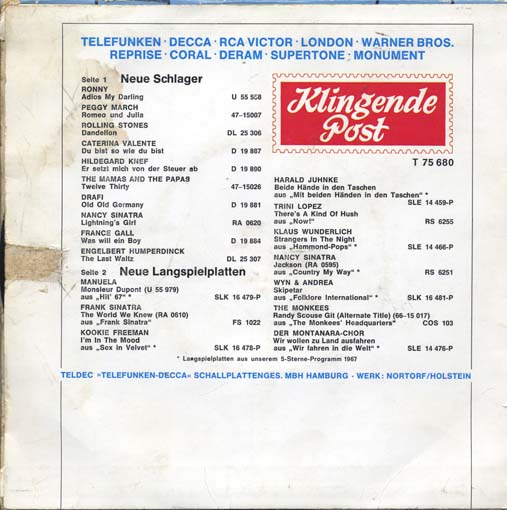 TELEFUNKEN · DECCA · RCA VICTOR · LONDON · WARNER BROS.
REPRISE · CORAL · DERAM · SUPERTONE · MONUMENT
Seite 1 Neue Schlager
RONNY
Adios My Darling U 55 958
PEGGY MARCH
Romeo und Julia 47-15007
ROLLING STONES
Dandelion DL 25 306
CATERINA VALENTE
Du bist so wie du bist D 19 887
HILDEGARD KNEF
Er setzt mich von der Steuer ab D 19 890
THE MAMAS AND THE PAPAS
Twelve Thirty 47-15026
DRAFI
Old Old Germany D 19 881
NANCY SINATRA
Lightning's Girl RA 0620
FRANCE GALL
Was will ein Boy D 19 884
ENGELBERT HUMPERDINCK
The Last Waltz DL 25 307
Seite 2 Neue Langspielplatten
MANUELA
Monsieur Dupont (U 55 979)
aus „Hit' 67" * SLK 16 479-P
FRANK SINATRA
The World We Knew (RA 0610)
aus „Frank Sinatra" FS 1022
KOOKIE FREEMAN
I'm In The Mood
aus „Sex in Velvet" * SLK 16 478-P
Klingende
Post
T 75 680
HARALD JUHNKE
Beide Hände in den Taschen
aus „Mit beiden Händen in den Taschen" *
SLE 14 459-P
TRINI LOPEZ
There's A Kind Of Hush
aus „Now!" RS 6255
KLAUS WUNDERLICH
Strangers In The Night
aus „Hammond-Pops" * SLE 14 466-P
NANCY SINATRA
Jackson (RA 0595)
aus „Country My Way" * RS 6251
WYN & ANDREA
Skipetar
aus „Folklore International" * SLK 16 481-P
THE MONKEES
Randy Scouse Git (Alternate Title) (66-15 017)
aus „The Monkees' Headquarters" COS 103
DER MONTANARA-CHOR
Wir wollen zu Land ausfahren
aus „Wir fahren in die Welt" * SLE 14 476-P
* Langspielplatten aus unserem 5-Sterne-Programm 1967
TELDEC »TELEFUNKEN-DECCA« SCHALLPLATTENGES. MBH HAMBURG · WERK: NORTORF/HOLSTEIN